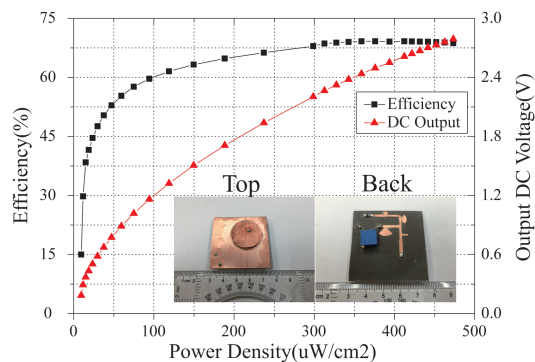 75
60
45
30
15
0
Efficiency(%)
3.0
2.4
1.8
1.2
0.6
0.0
Output DC Voltage(V)
Efficiency
DC Output
Top
Back
0
100
200
300
400
500
Power Density(uW/cm2)